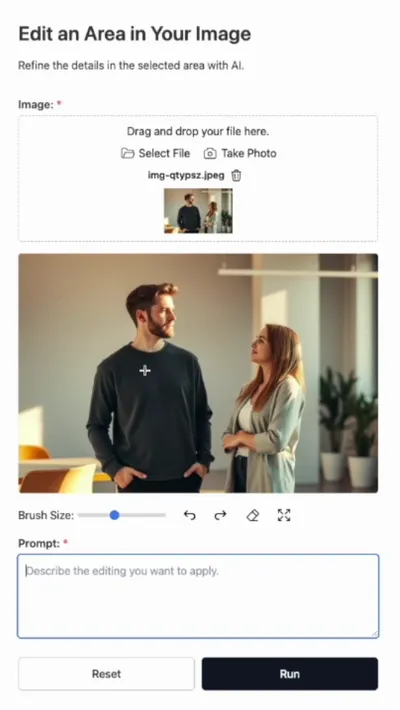 Edit an Area in Your Image
Refine the details in the selected area with AI.
Image: *
Drag and drop your file here.
Select File Take Photo
img-qtypsz.jpeg
Brush Size:
Prompt: *
Describe the editing you want to apply.
Reset Run